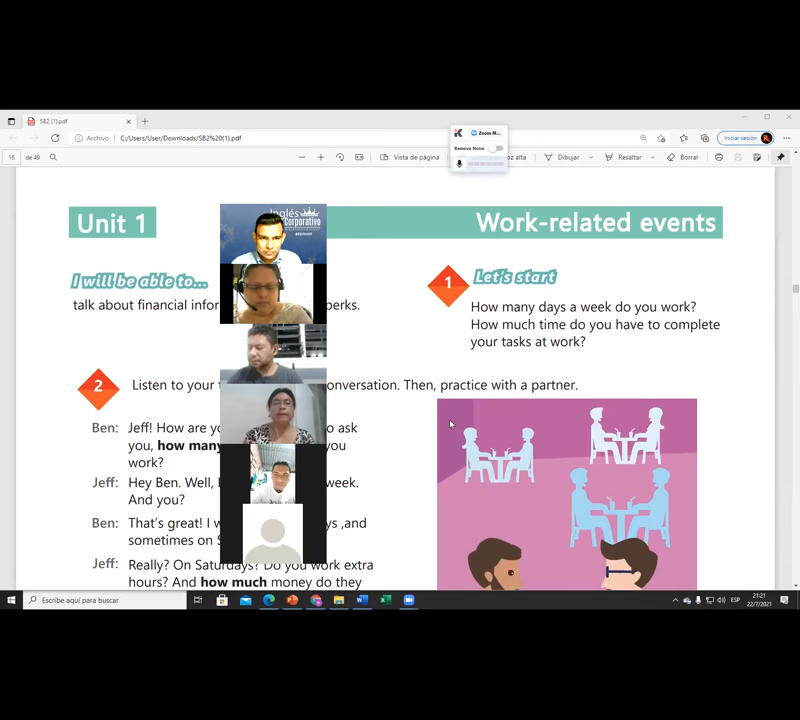 SB2 (1).pdf
Archivo C:/Users/User/Downloads/SB2%20(1).pdf
Iniciar sesión
Zoom M...
Remove Noise
16 de 49
Vista de página
voz alta
Dibujar
Resaltar
Borrar
Unit 1
Work-related events
Inglés
Corporativo
I will be able to...
talk about financial infor
perks.
1
Let's start
How many days a week do you work?
How much time do you have to complete
your tasks at work?
2
Listen to your
onversation. Then, practice with a partner.
Ben: Jeff! How are yo
o ask
you, how many
you
work?
Jeff: Hey Ben. Well,
week.
And you?
Ben: That's great! I w
ys ,and
sometimes on S
Jeff: Really? On Saturdays? Do you work extra
hours? And how much money do they
Escribe aquí para buscar
ESP
21:21
22/7/2021